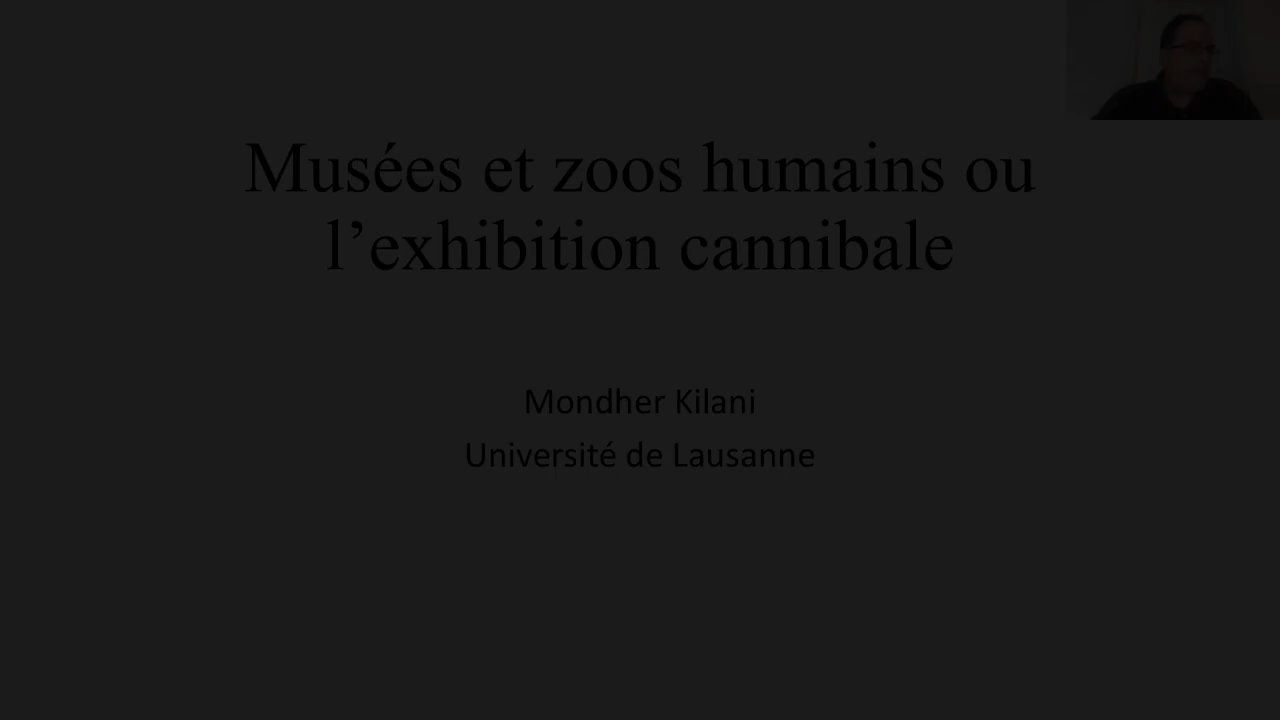 Musées et zoos humains ou
l’exhibition cannibale
Mondher Kilani
Université de Lausanne